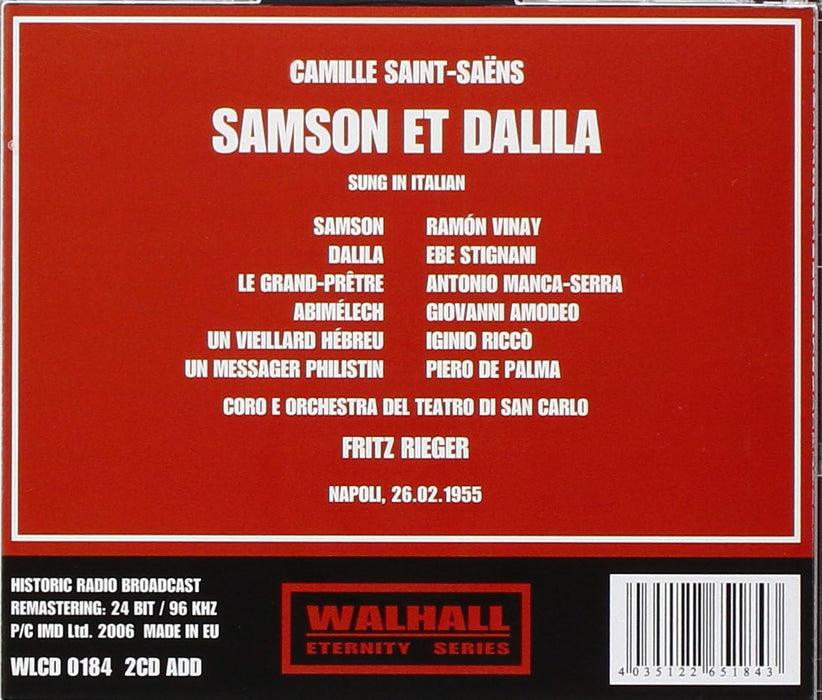 CAMILLE SAINT-SAËNS
SAMSON ET DALILA
SUNG IN ITALIAN
SAMSON RAMÓN VINAY
DALILA EBE STIGNANI
LE GRAND-PRÊTRE ANTONIO MANCA-SERRA
ABIMÉLECH GIOVANNI AMODEO
UN VIEILLARD HÉBREU IGINIO RICCÒ
UN MESSAGER PHILISTIN PIERO DE PALMA
CORO E ORCHESTRA DEL TEATRO DI SAN CARLO
FRITZ RIEGER
NAPOLI, 26.02.1955
HISTORIC RADIO BROADCAST
REMASTERING: 24 BIT / 96 KHZ
P/C IMD Ltd. 2006 MADE IN EU
WLCD 0184 2CD ADD
WALHALL
ETERNITY SERIES
4 035122 651843